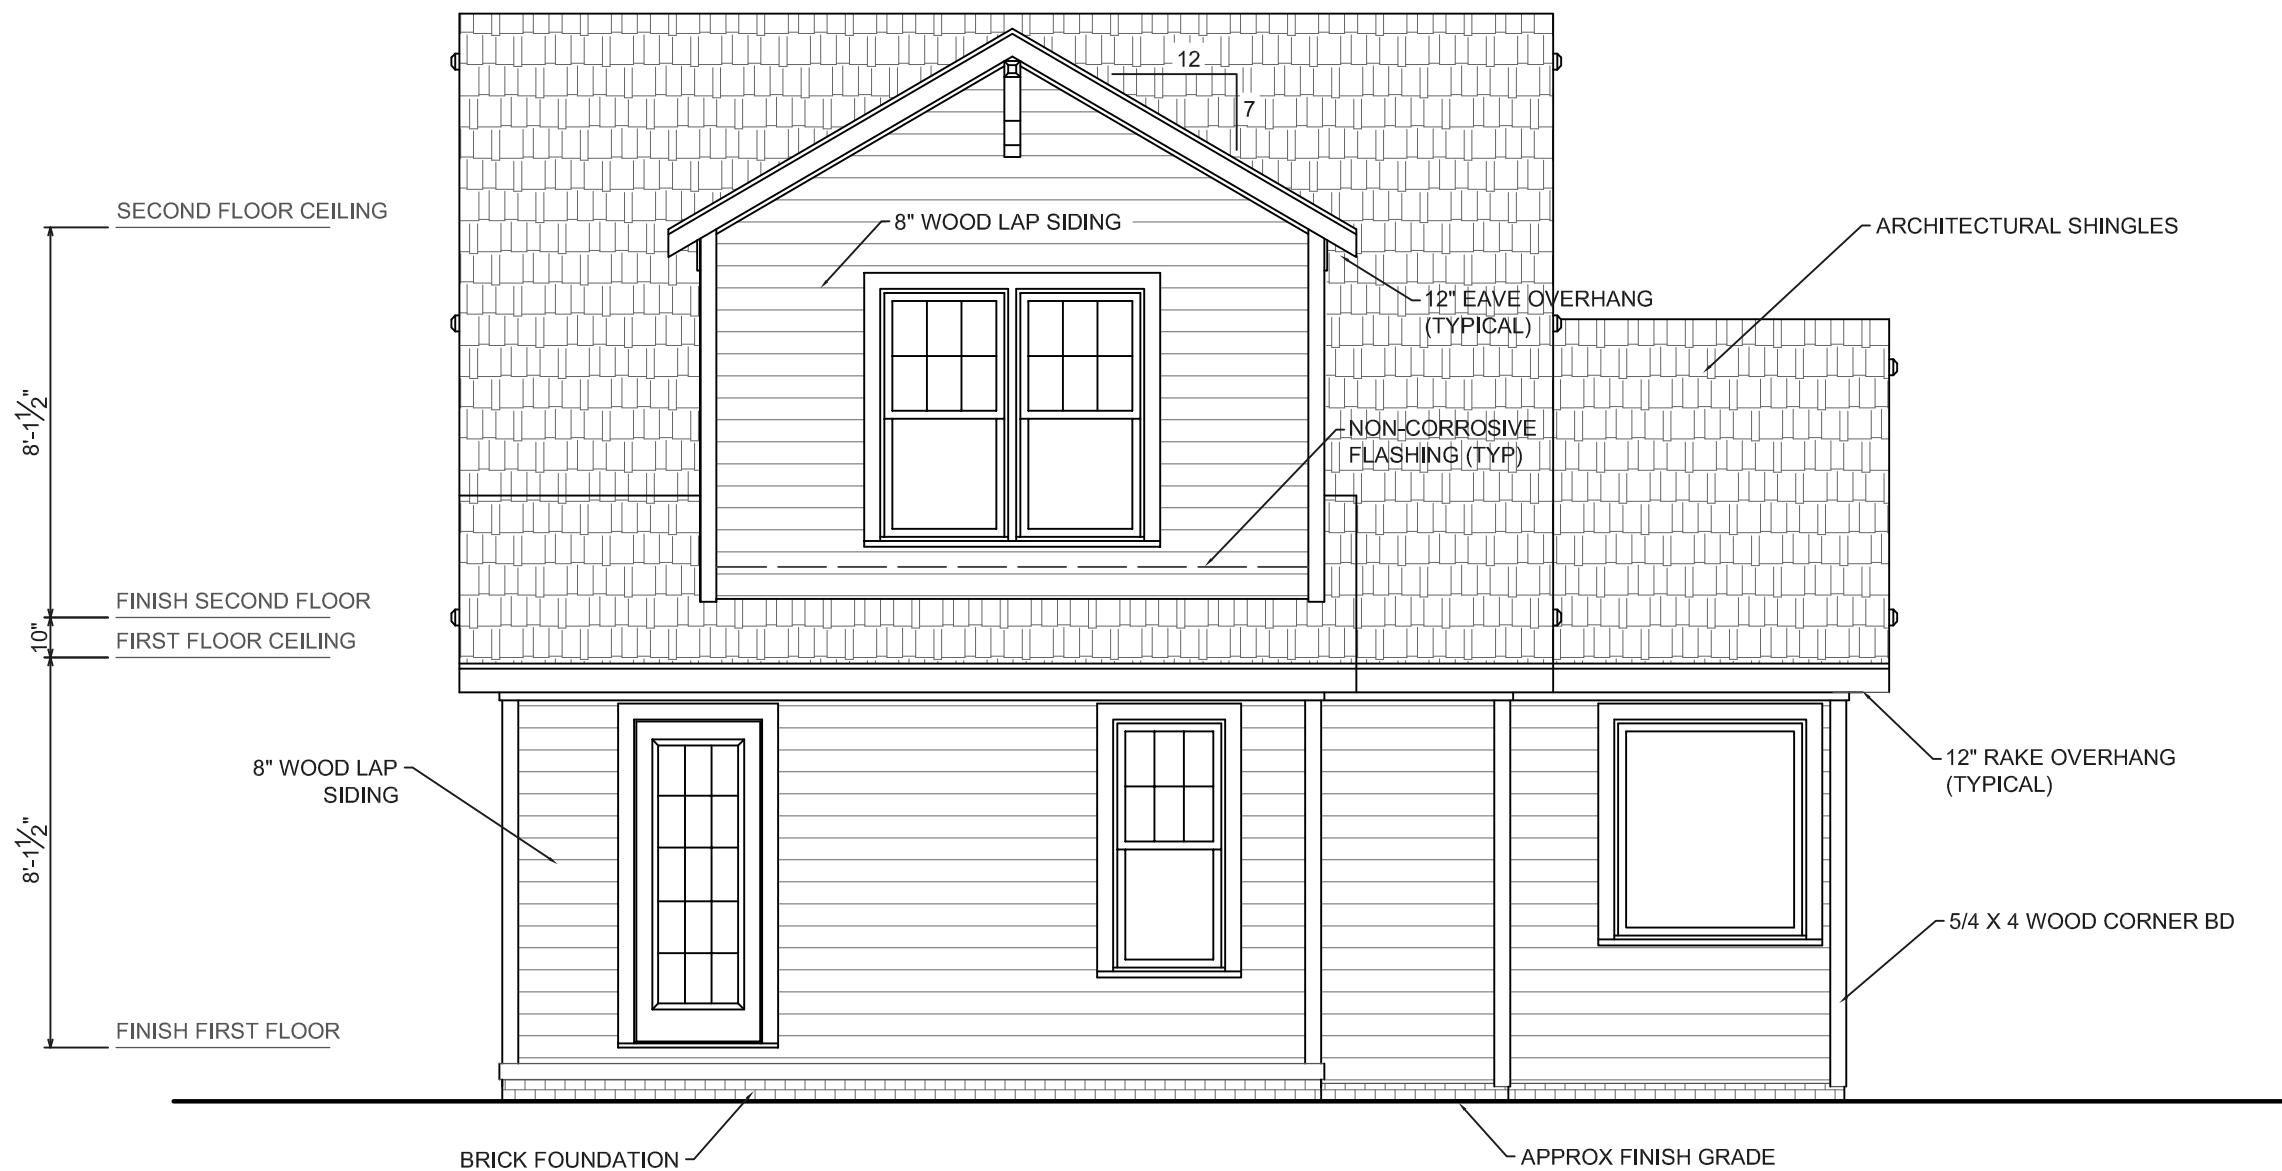 12
7
SECOND FLOOR CEILING
8" WOOD LAP SIDING
ARCHITECTURAL SHINGLES
12" EAVE OVERHANG
(TYPICAL)
8'-1½"
NON-CORROSIVE
FLASHING (TYP)
FINISH SECOND FLOOR
10"
FIRST FLOOR CEILING
12" RAKE OVERHANG
(TYPICAL)
8" WOOD LAP
SIDING
8'-1½"
5/4 X 4 WOOD CORNER BD
FINISH FIRST FLOOR
BRICK FOUNDATION
APPROX FINISH GRADE